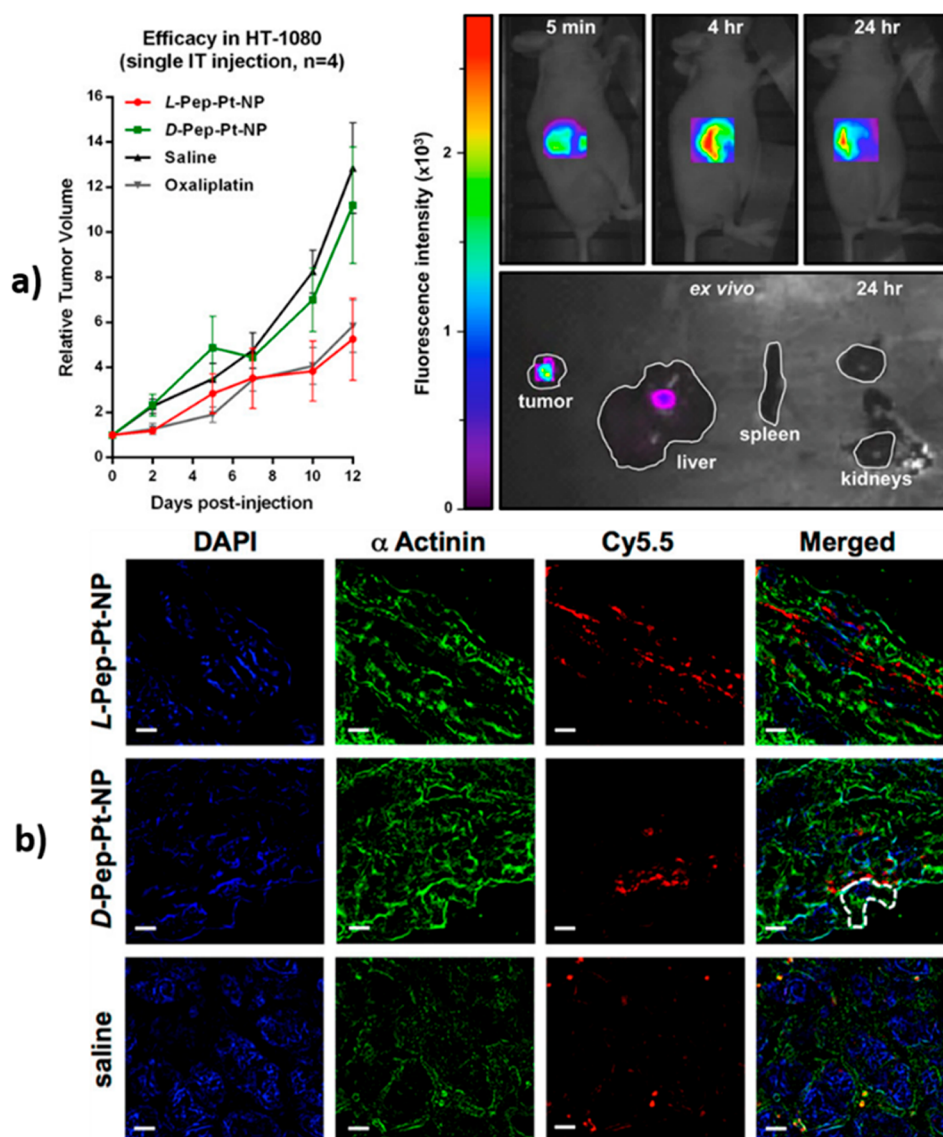 Efficacy in HT-1080
(single IT injection, n=4)
L-Pep-Pt-NP
D-Pep-Pt-NP
Saline
Oxaliplatin
16
14
12
10
8
6
4
2
0
Relative Tumor Volume
0 2 4 6 8 10 12
Days post-injection
a)
Fluorescence intensity (x10³)
2
1
0
5 min
4 hr
24 hr
ex vivo
24 hr
tumor
liver
spleen
kidneys
b)
DAPI
α Actinin
Cy5.5
Merged
L-Pep-Pt-NP
D-Pep-Pt-NP
saline